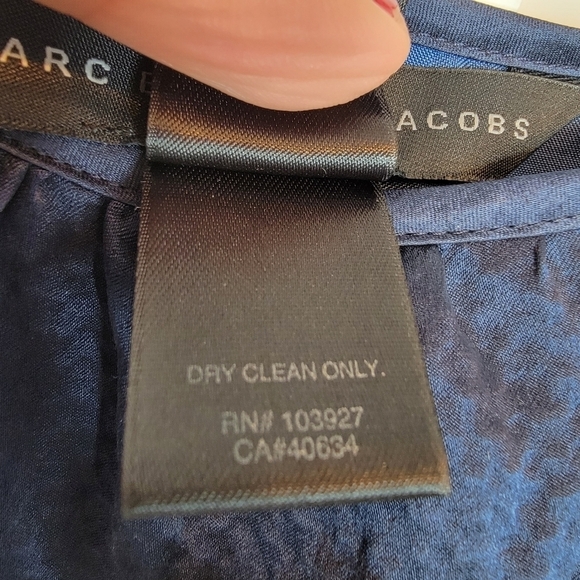 ARC B
ACOBS
DRY CLEAN ONLY.
RN# 103927
CA#40634